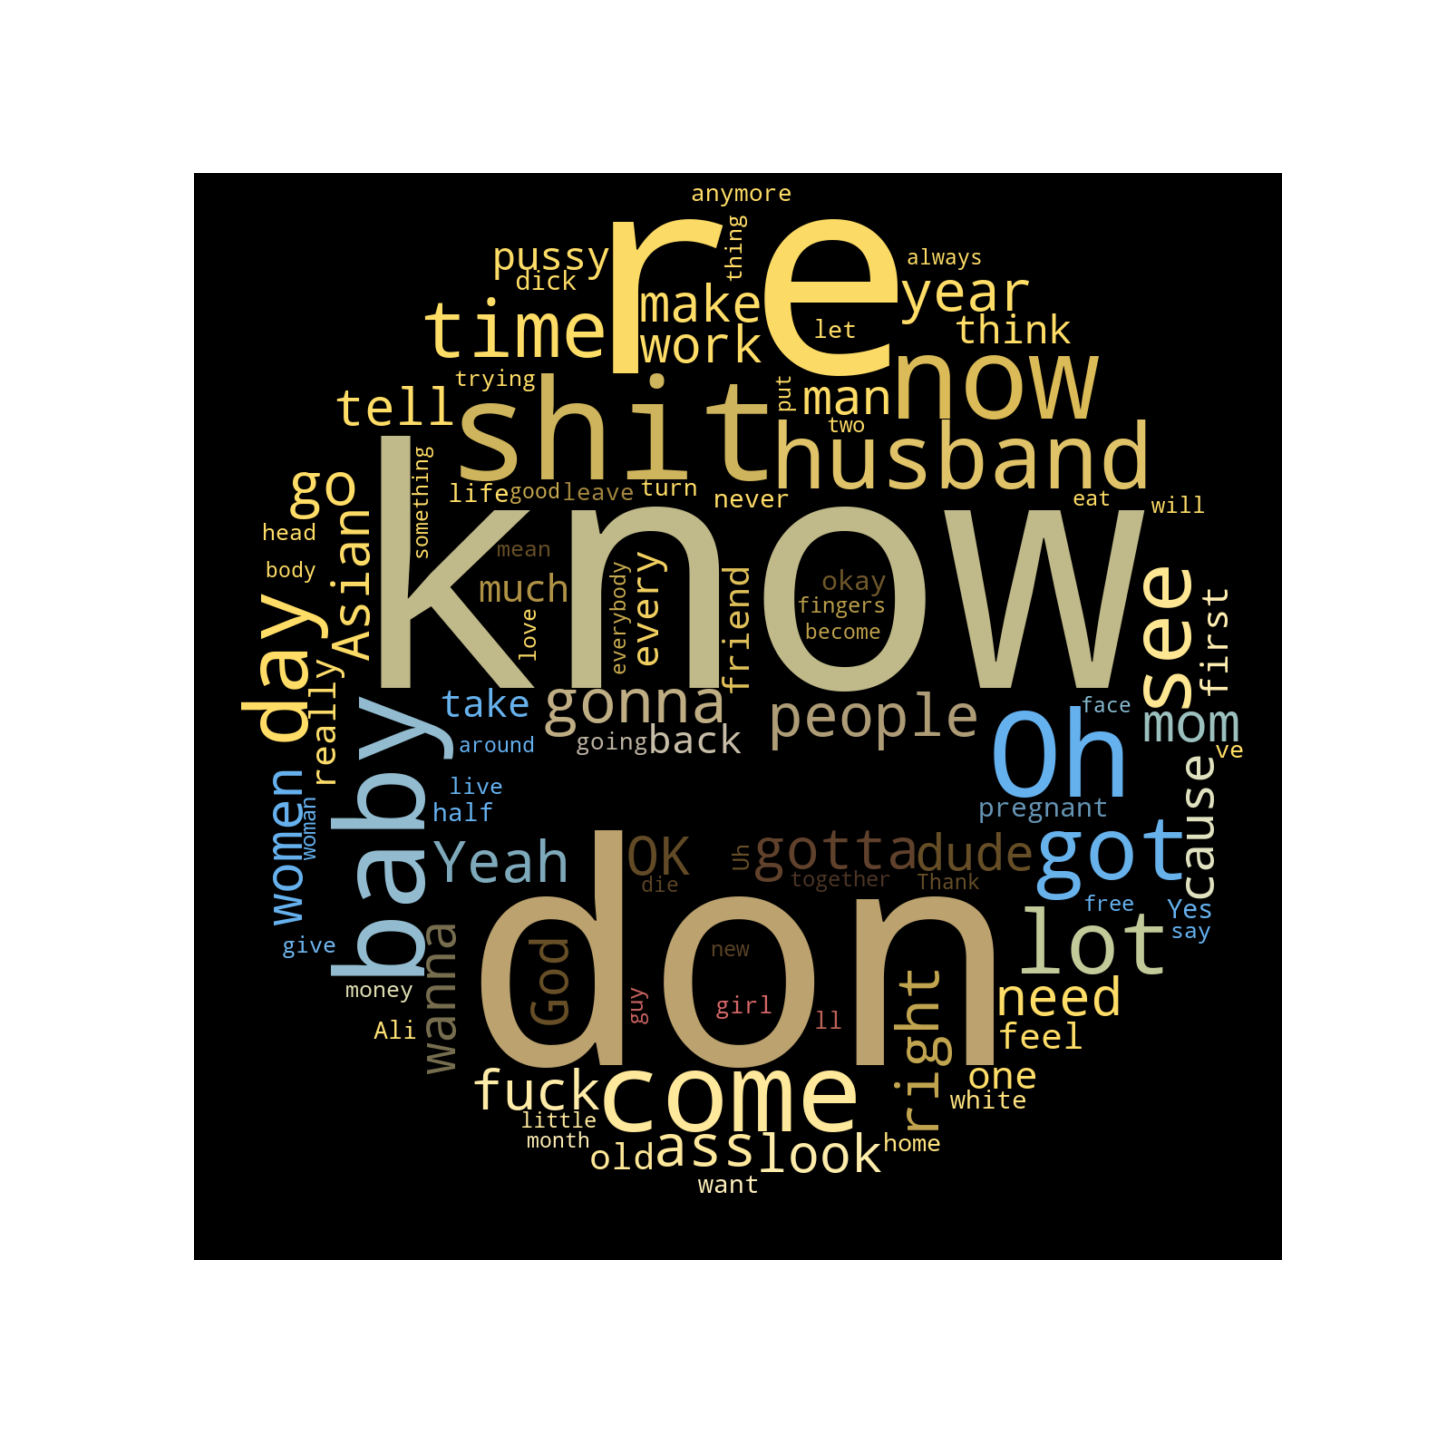 anymore
re
thing
pussy
always
dick
year
make
time
let
think
work
now
trying
put
man
tell
shit
two
husband
know
something
go
life
good
leave
turn
never
eat
will
Asian
head
mean
body
much
love
everybody
every
friend
okay
fingers
become
see
first
day
really
baby
take
gonna
people
Oh
face
mom
around
going
back
ve
women
woman
live
half
pregnant
cause
Yeah
OK
Uh
gotta
dude
got
die
together
Thank
don
free
Yes
say
give
wanna
God
new
lot
money
guy
girl
ll
right
need
Ali
feel
fuck
come
one
white
little
month
old
ass
look
home
want